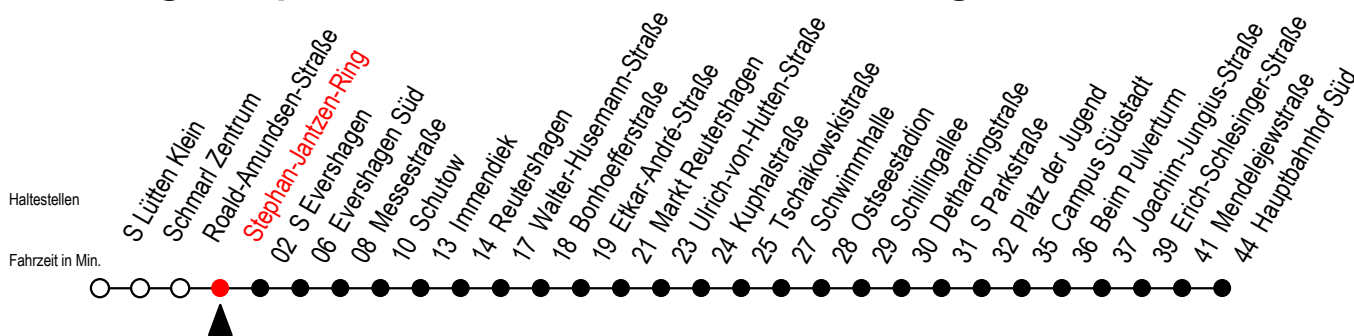 Haltestellen
Fahrzeit in Min.
S Lütten Klein
Schmarl Zentrum
Roald-Amundsen-Straße
Stephan-Jantzen-Ring
02 S Evershagen
06 Evershagen Süd
08 Messestraße
10 Schutow
13 Immendiek
14 Reutershagen
17 Walter-Husemann-Straße
18 Bonhoefferstraße
19 Etkar-André-Straße
21 Markt Reutershagen
23 Ulrich-von-Hutten-Straße
24 Kuphalstraße
25 Tschaikowskistraße
27 Schwimmhalle
28 Ostseestadion
29 Schillingallee
30 Dethardingstraße
31 S Parkstraße
32 Platz der Jugend
35 Campus Südstadt
36 Beim Pulverturm
37 Joachim-Jungius-Straße
39 Erich-Schlesinger-Straße
41 Mendelejewstraße
44 Hauptbahnhof Süd